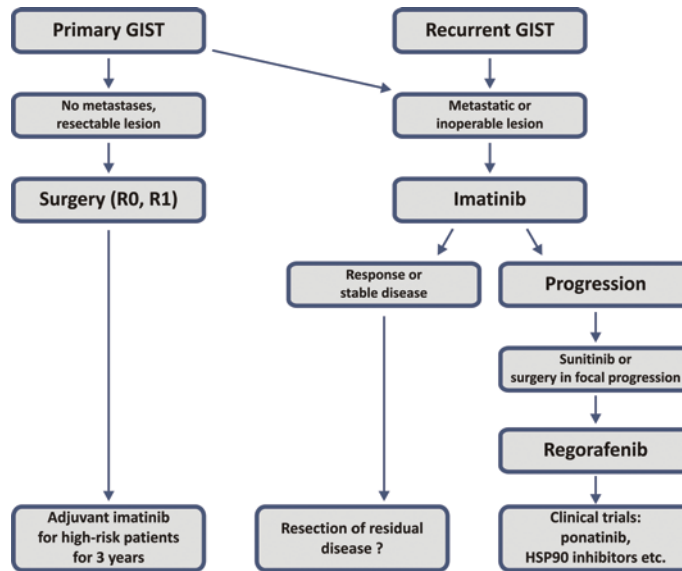 Primary GIST
Recurrent GIST
No metastases,
resectable lesion
Metastatic or
inoperable lesion
Surgery (R0, R1)
Imatinib
Response or
stable disease
Progression
Sunitinib or
surgery in focal progression
Regorafenib
Adjuvant imatinib
for high-risk patients
for 3 years
Resection of residual
disease ?
Clinical trials:
ponatinib,
HSP90 inhibitors etc.